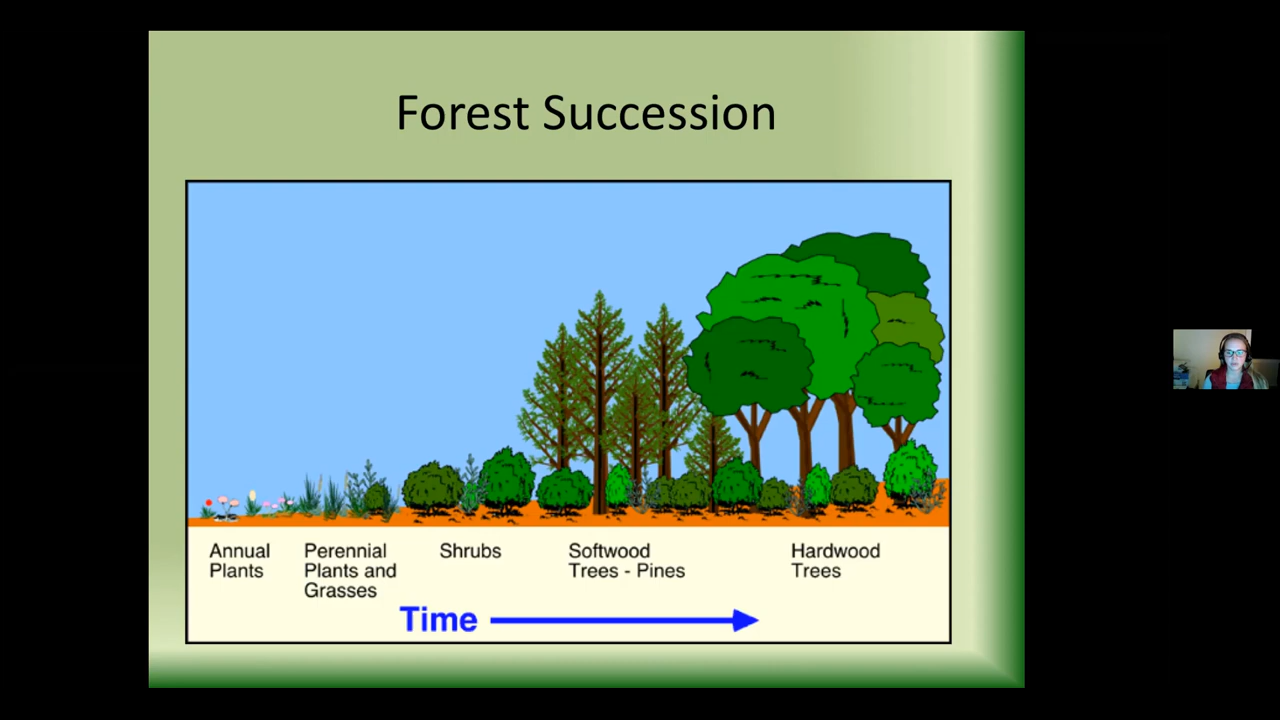 Forest Succession
Annual
Plants
Perennial
Plants and
Grasses
Shrubs
Softwood
Trees - Pines
Hardwood
Trees
Time